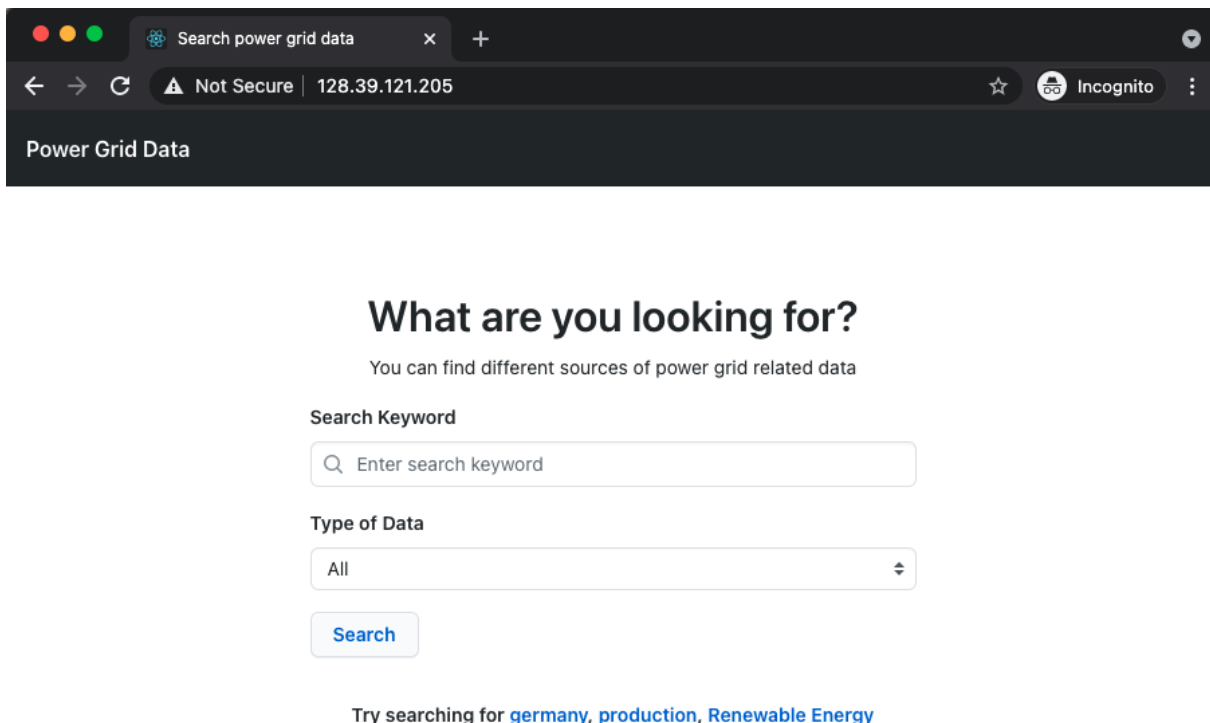 Search power grid data
Not Secure 128.39.121.205 Incognito
Power Grid Data
What are you looking for?
You can find different sources of power grid related data
Search Keyword
Enter search keyword
Type of Data
All
Search
Try searching for germany, production, Renewable Energy